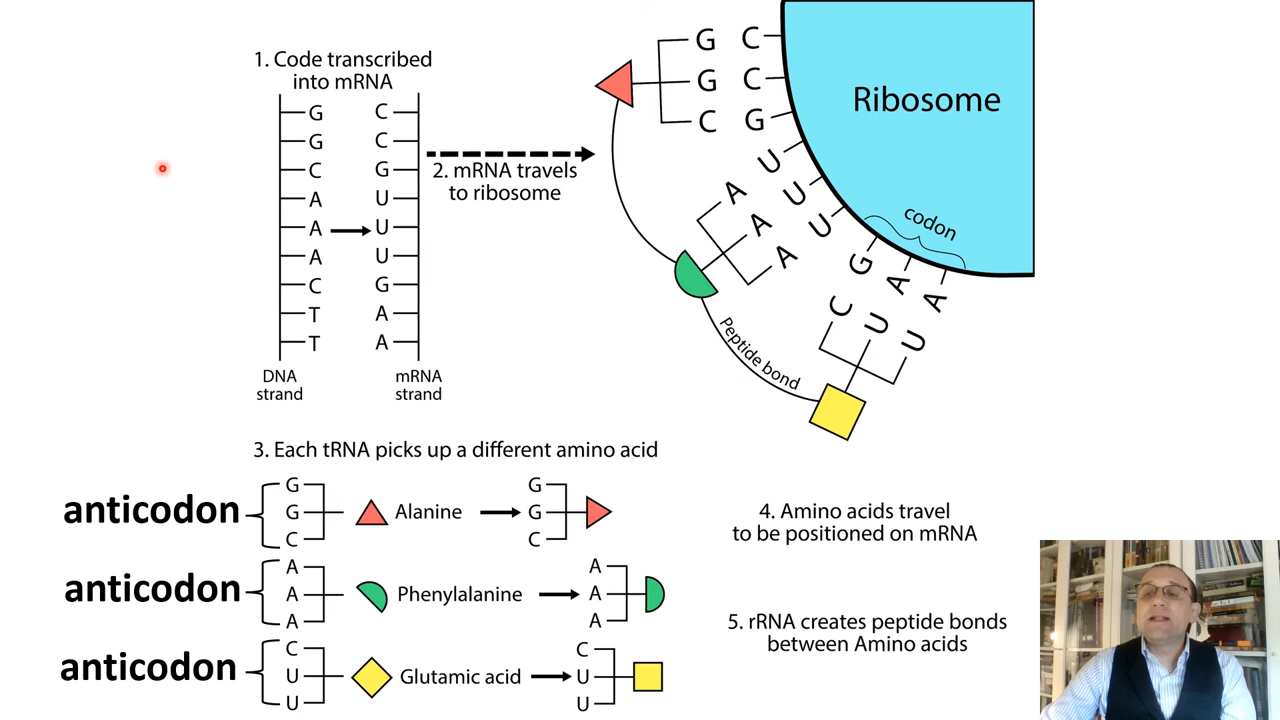 1. Code transcribed
into mRNA
G C
G C
C G
A U
A U
A U
C G
T A
T A
DNA
strand
mRNA
strand
2. mRNA travels
to ribosome
G C
G C
C G
U
U
U
A
A
A
G
A
A
C
U
U
Ribosome
codon
Peptide bond
3. Each tRNA picks up a different amino acid
anticodon
G
G Alanine G
C
G
C
anticodon
A
A Phenylalanine A
A
A
A
anticodon
C
U Glutamic acid U
U
C
U
4. Amino acids travel
to be positioned on mRNA
5. rRNA creates peptide bonds
between Amino acids